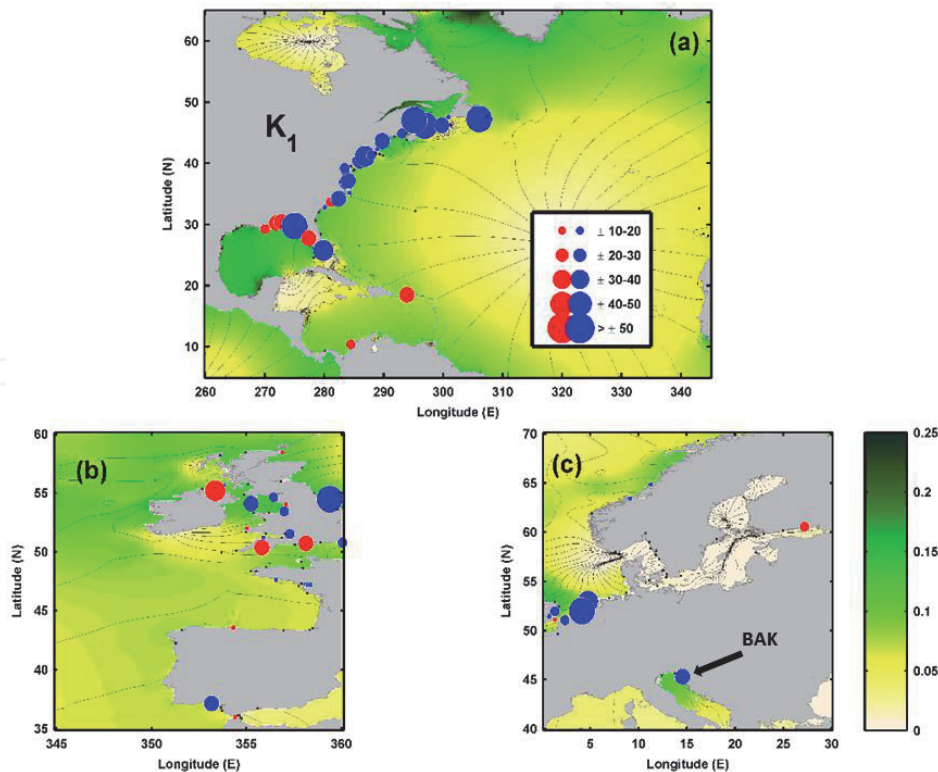 60
50
40
30
20
10
Latitude (N)
K1
(a)
⊥ 10-20
± 20-30
± 30-40
+ 40-50
> ± 50
260 270 280 290 300 310 320 330 340
Longitude (E)
60
55
50
45
40
35
Latitude (N)
(b)
345 350 355 360
Longitude (E)
70
65
60
55
50
45
40
Latitude (N)
(c)
BAK
5 10 15 20 25 30
Longitude (E)
0.25
0.2
0.15
0.1
0.05
0